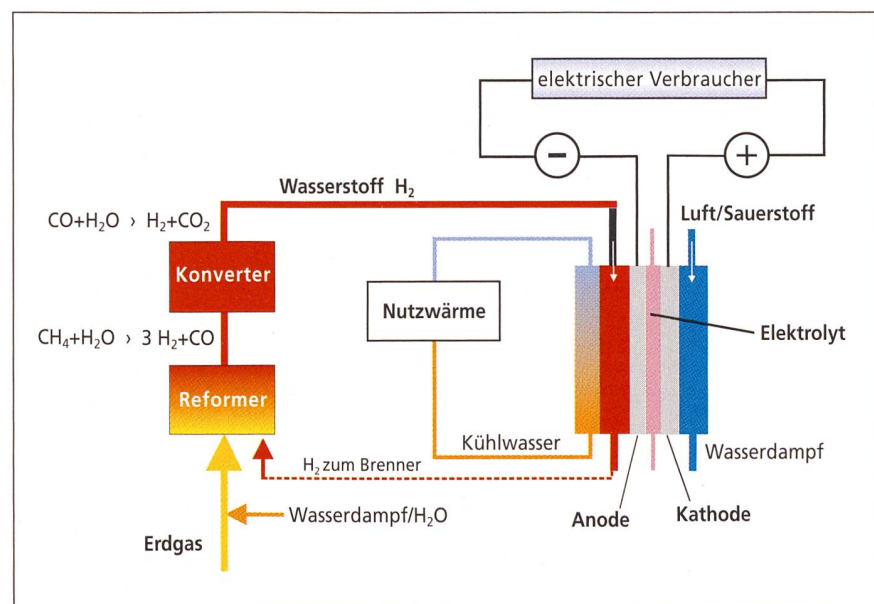 elektrischer Verbraucher
−
+
Wasserstoff H₂
CO+H₂O › H₂+CO₂
Luft/Sauerstoff
Konverter
Nutzwärme
CH₄+H₂O › 3 H₂+CO
Elektrolyt
Reformer
Kühlwasser
Wasserdampf
H₂ zum Brenner
Wasserdampf/H₂O
Anode
Kathode
Erdgas